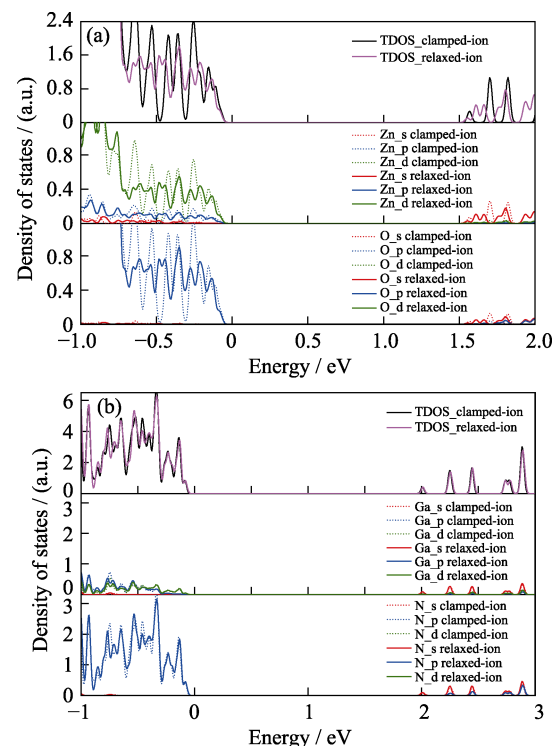 (a)
2.4
1.8
1.2
0.6
0
TDOS_clamped-ion
TDOS_relaxed-ion
0.8
0.4
0
Zn_s clamped-ion
Zn_p clamped-ion
Zn_d clamped-ion
Zn_s relaxed-ion
Zn_p relaxed-ion
Zn_d relaxed-ion
0.8
0.4
0
O_s clamped-ion
O_p clamped-ion
O_d clamped-ion
O_s relaxed-ion
O_p relaxed-ion
O_d relaxed-ion
Density of states / (a.u.)
−1.0 −0.5 0 1.0 1.5 2.0
Energy / eV
(b)
6
4
2
0
TDOS_clamped-ion
TDOS_relaxed-ion
3
2
1
0
Ga_s clamped-ion
Ga_p clamped-ion
Ga_d clamped-ion
Ga_s relaxed-ion
Ga_p relaxed-ion
Ga_d relaxed-ion
3
2
1
0
N_s clamped-ion
N_p clamped-ion
N_d clamped-ion
N_s relaxed-ion
N_p relaxed-ion
N_d relaxed-ion
Density of states / (a.u.)
−1 0 1 2 3
Energy / eV